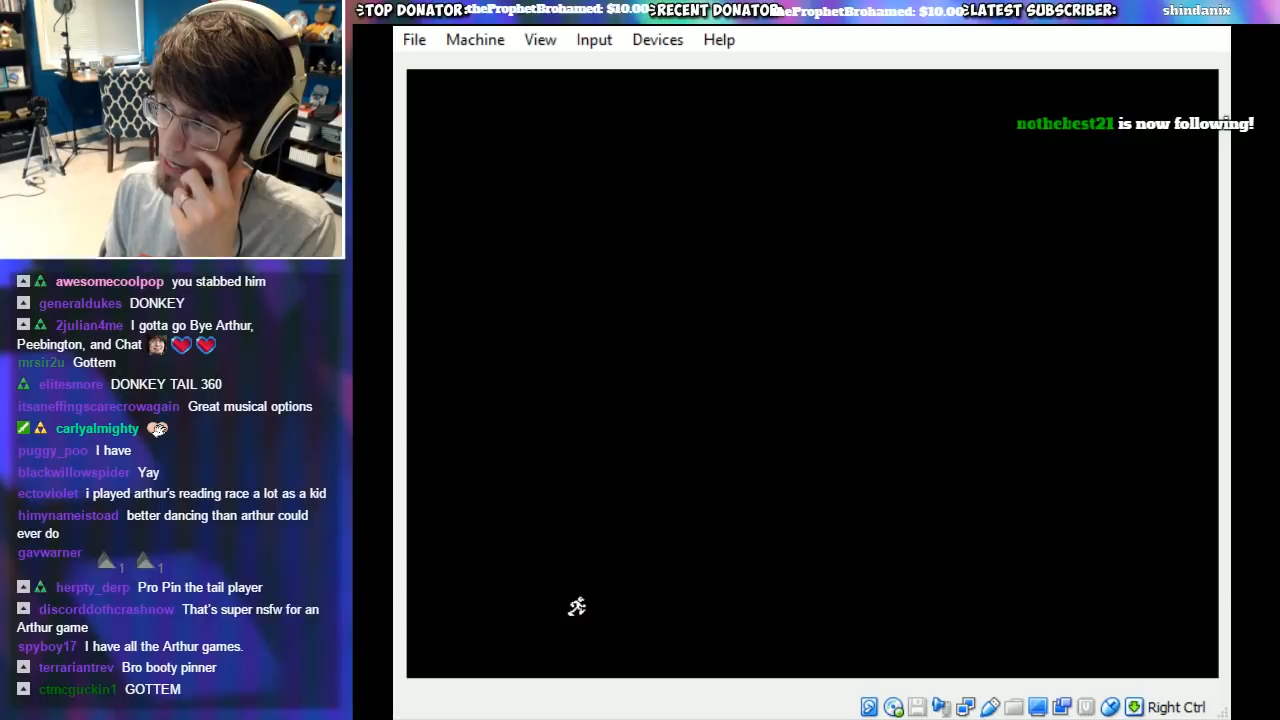 TOP DONATOR: theProphetBrohamed: $10.00 RECENT DONATOR: theProphetBrohamed: $10.00 LATEST SUBSCRIBER: shindanix
File Machine View Input Devices Help
nothebest21 is now following!
awesomecoolpop you stabbed him
generaldukes DONKEY
2julian4me I gotta go Bye Arthur,
Peebington, and Chat
mrsir2u Gottem
elitesmore DONKEY TAIL 360
itsaneffingscarecrowagain Great musical options
carlyalmighty
puggy_poo I have
blackwillowspider Yay
ectoviolet i played arthur's reading race a lot as a kid
himynameistoad better dancing than arthur could
ever do
gavwarner 1 1
herpty_derp Pro Pin the tail player
discorddothcrashnow That's super nsfw for an
Arthur game
spyboy17 I have all the Arthur games.
terrariantrev Bro booty pinner
ctmcguckin1 GOTTEM
Right Ctrl